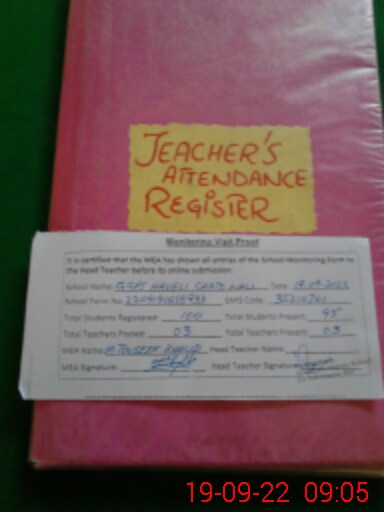 TEACHER'S
ATTENDANCE
REGISTER
Monitoring Visit Proof
It is certified that the MEA has shown all entries of the School Monitoring Form to
the Head Teacher before its online submission.
School Name: HAVELI Date: 19.09.2022
School Form No: EMIS Code:
Total Students Registered: 100 Total Students Present: 95
Total Teachers Posted: 03 Total Teachers Present: 03
MEA Name: KHALID Head Teacher Name:
MEA Signature: Head Teacher Signature:
19-09-22 09:05